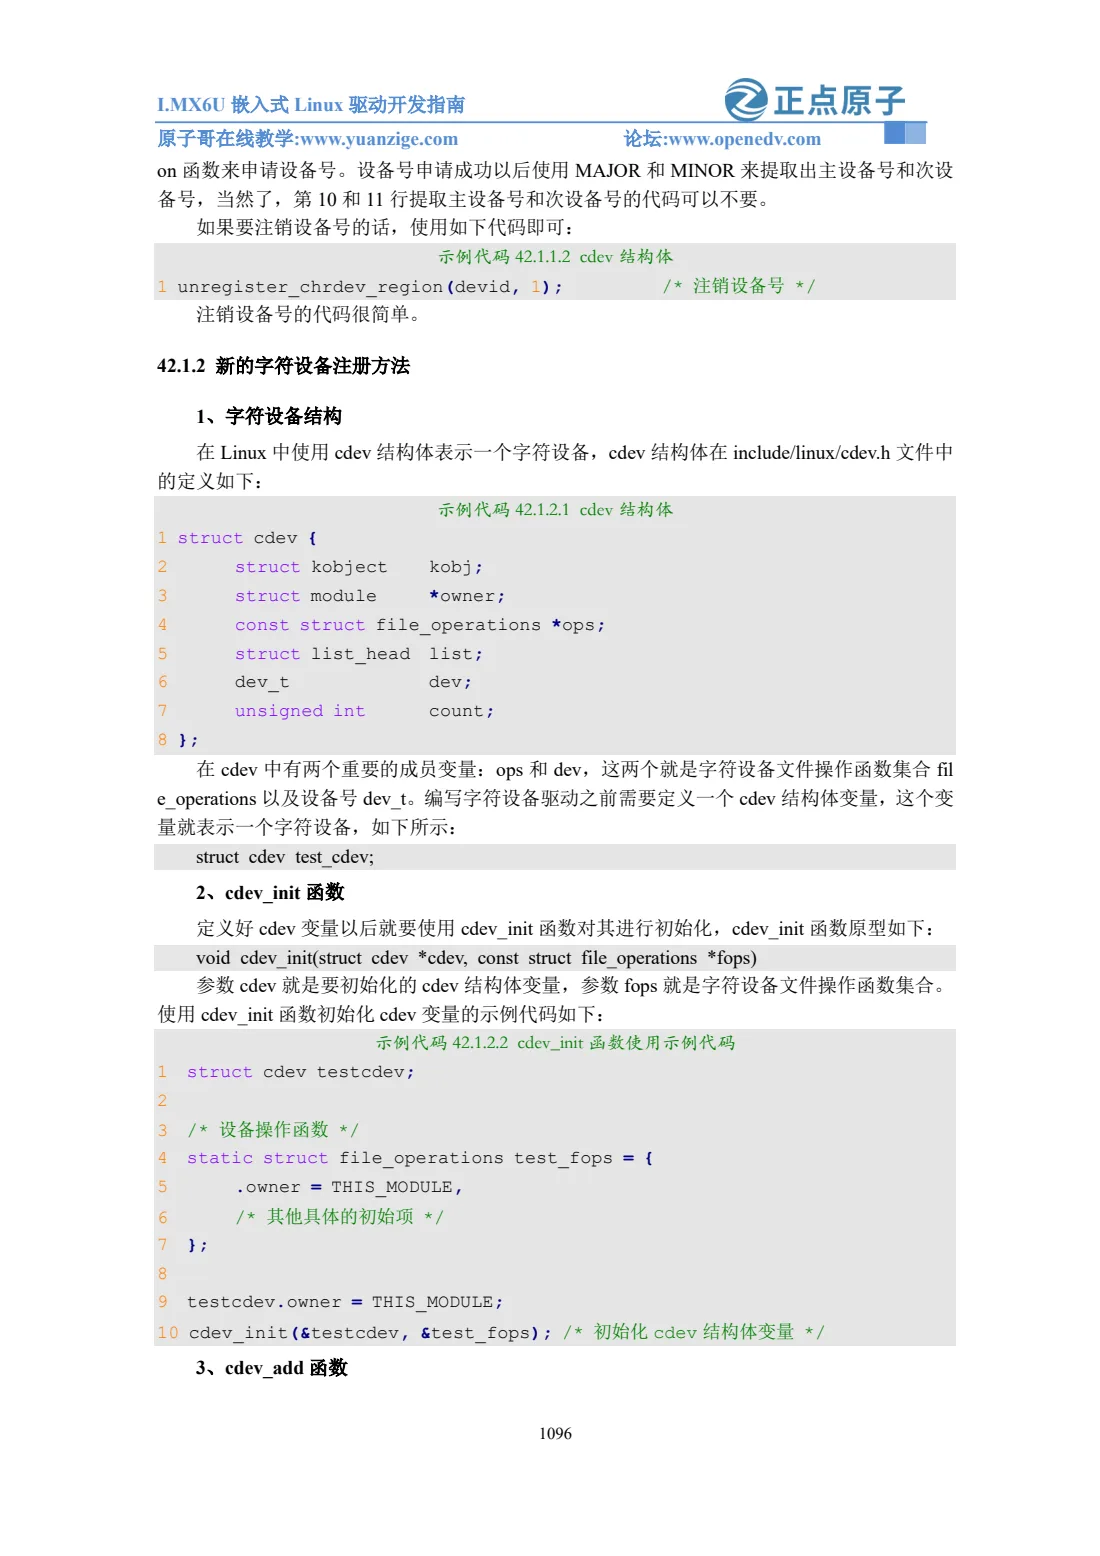 I.MX6U 嵌入式 Linux 驱动开发指南
正点原子
原子哥在线教学:www.yuanzige.com 论坛:www.openedv.com
on 函数来申请设备号。设备号申请成功以后使用 MAJOR 和 MINOR 来提取出主设备号和次设
备号，当然了，第 10 和 11 行提取主设备号和次设备号的代码可以不要。
如果要注销设备号的话，使用如下代码即可：
示例代码 42.1.1.2 cdev 结构体
1 unregister_chrdev_region(devid, 1); /* 注销设备号 */
注销设备号的代码很简单。
42.1.2 新的字符设备注册方法
1、字符设备结构
在 Linux 中使用 cdev 结构体表示一个字符设备，cdev 结构体在 include/linux/cdev.h 文件中
的定义如下：
示例代码 42.1.2.1 cdev 结构体
1 struct cdev {
2 struct kobject kobj;
3 struct module *owner;
4 const struct file_operations *ops;
5 struct list_head list;
6 dev_t dev;
7 unsigned int count;
8 };
在 cdev 中有两个重要的成员变量：ops 和 dev，这两个就是字符设备文件操作函数集合 fil
e_operations 以及设备号 dev_t。编写字符设备驱动之前需要定义一个 cdev 结构体变量，这个变
量就表示一个字符设备，如下所示：
struct cdev test_cdev;
2、cdev_init 函数
定义好 cdev 变量以后就要使用 cdev_init 函数对其进行初始化，cdev_init 函数原型如下：
void cdev_init(struct cdev *cdev, const struct file_operations *fops)
参数 cdev 就是要初始化的 cdev 结构体变量，参数 fops 就是字符设备文件操作函数集合。
使用 cdev_init 函数初始化 cdev 变量的示例代码如下：
示例代码 42.1.2.2 cdev_init 函数使用示例代码
1 struct cdev testcdev;
2
3 /* 设备操作函数 */
4 static struct file_operations test_fops = {
5 .owner = THIS_MODULE,
6 /* 其他具体的初始项 */
7 };
8
9 testcdev.owner = THIS_MODULE;
10 cdev_init(&testcdev, &test_fops); /* 初始化 cdev 结构体变量 */
3、cdev_add 函数
1096